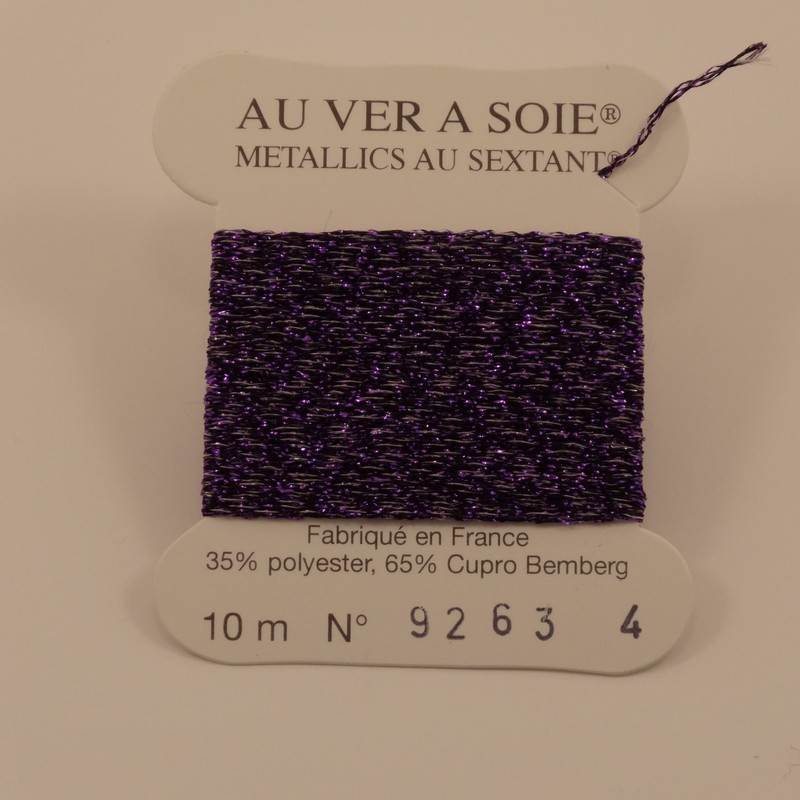 AU VER A SOIE®
METALLICS AU SEXTANT®
Fabriqué en France
35% polyester, 65% Cupro Bemberg
10 m N° 9263 4